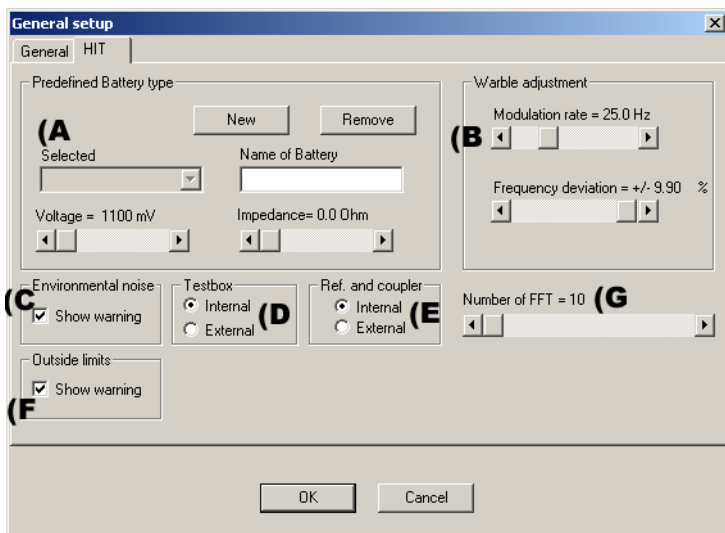 General setup
General HIT
Predefined Battery type
New Remove
(A
Selected Name of Battery
Voltage = 1100 mV Impedance= 0.0 Ohm
Warble adjustment
Modulation rate = 25.0 Hz
(B
Frequency deviation = +/- 9.90 %
Environmental noise
(C
Show warning
Testbox
Internal
External
(D
Ref. and coupler
Internal
External
(E
Number of FFT = 10 (G
Outside limits
Show warning
(F
OK Cancel